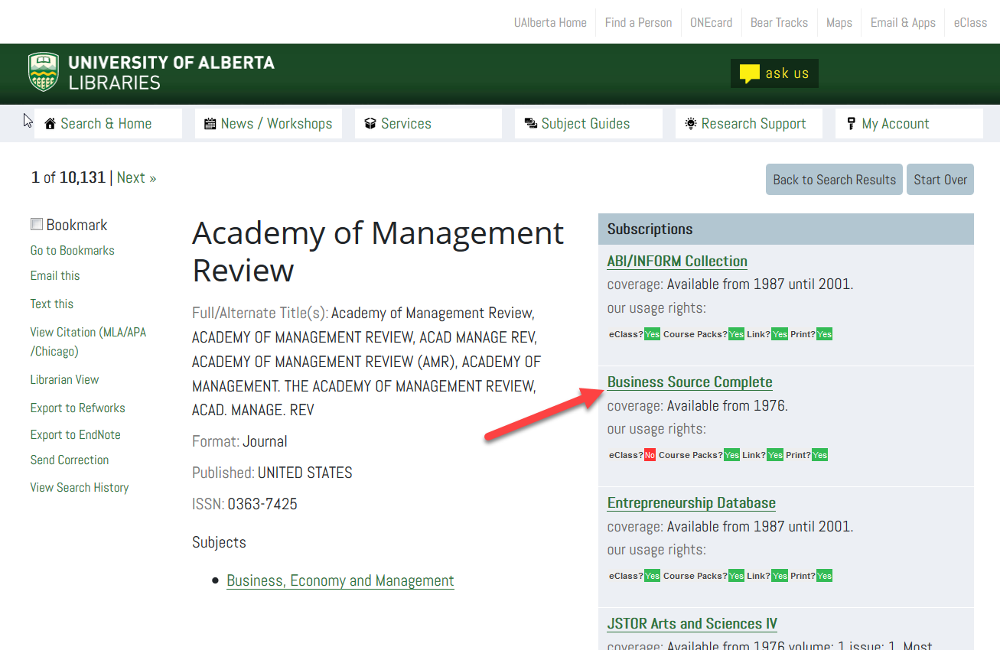 UAlberta Home
Find a Person
ONEcard
Bear Tracks
Maps
Email & Apps
eClass
UNIVERSITY OF ALBERTA
LIBRARIES
ask us
Search & Home
News / Workshops
Services
Subject Guides
Research Support
My Account
1 of 10,131 | Next »
Back to Search Results
Start Over
Bookmark
Go to Bookmarks
Email this
Text this
View Citation (MLA/APA
/Chicago)
Librarian View
Export to Refworks
Export to EndNote
Send Correction
View Search History
Academy of Management
Review
Full/Alternate Title(s): Academy of Management Review,
ACADEMY OF MANAGEMENT REVIEW, ACAD MANAGE REV,
ACADEMY OF MANAGEMENT REVIEW (AMR), ACADEMY OF
MANAGEMENT. THE ACADEMY OF MANAGEMENT REVIEW,
ACAD. MANAGE. REV
Format: Journal
Published: UNITED STATES
ISSN: 0363-7425
Subjects
• Business, Economy and Management
Subscriptions
ABI/INFORM Collection
coverage: Available from 1987 until 2001.
our usage rights:
eClass? Yes Course Packs? Yes Link? Yes Print? Yes
Business Source Complete
coverage: Available from 1976.
our usage rights:
eClass? No Course Packs? Yes Link? Yes Print? Yes
Entrepreneurship Database
coverage: Available from 1987 until 2001.
our usage rights:
eClass? Yes Course Packs? Yes Link? Yes Print? Yes
JSTOR Arts and Sciences IV
coverage: Available from 1976 volume: 1 issue: 1. Most